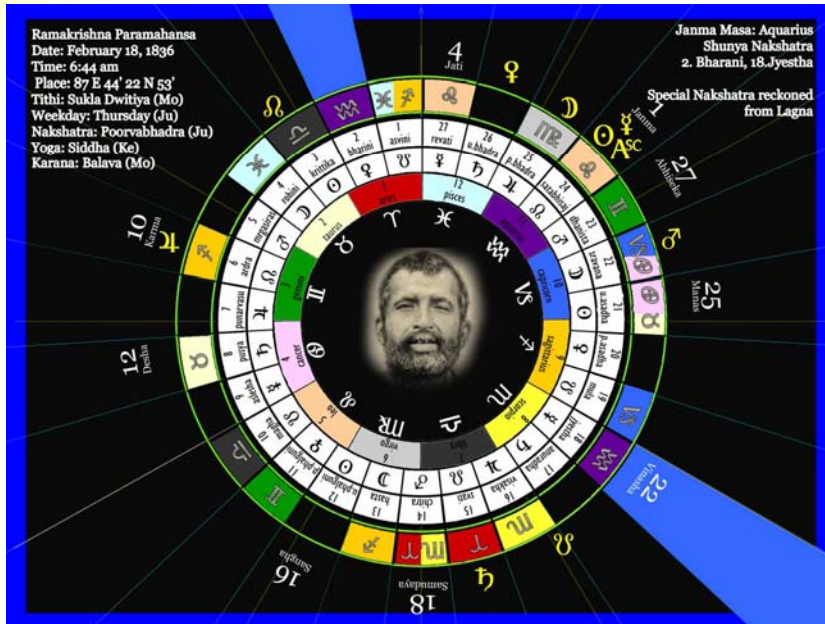 Ramakrishna Paramahansa
Date: February 18, 1836
Time: 6:44 am
Place: 87 E 44' 22 N 53'
Tithi: Sukla Dwitiya (Mo)
Weekday: Thursday (Ju)
Nakshatra: Poorvabhadra (Ju)
Yoga: Siddha (Ke)
Karana: Balava (Mo)
Janma Masa: Aquarius
Shunya Nakshatra
2. Bharani, 18.Jyestha
Special Nakshatra reckoned
from Lagna
4
Jati
1
Janma
ASC
27
Abhiseka
25
Manas
22
Vinasha
18
Samudaya
16
Sangha
12
Desha
10
Karma
1 asvini
2 bharini
3 krittika
4 rohini
5 mrgasiras
6 ardra
7 punarvasu
8 pusya
9 aslesha
10 magha
11 p.phalguni
12 u.phalguni
13 hasta
14 chitra
15 svati
16 visakha
17 anuradha
18 jyestha
19 mula
20 p.asadha
21 u.asadha
22 sravana
23 dhanista
24 satabhisaj
25 p.bhadra
26 u.bhadra
27 revati
1 aries
2 taurus
3 gemini
4 cancer
5 leo
6 virgo
7 libra
8 scorpio
9 sagittarius
10 capricorn
11 aquarius
12 pisces